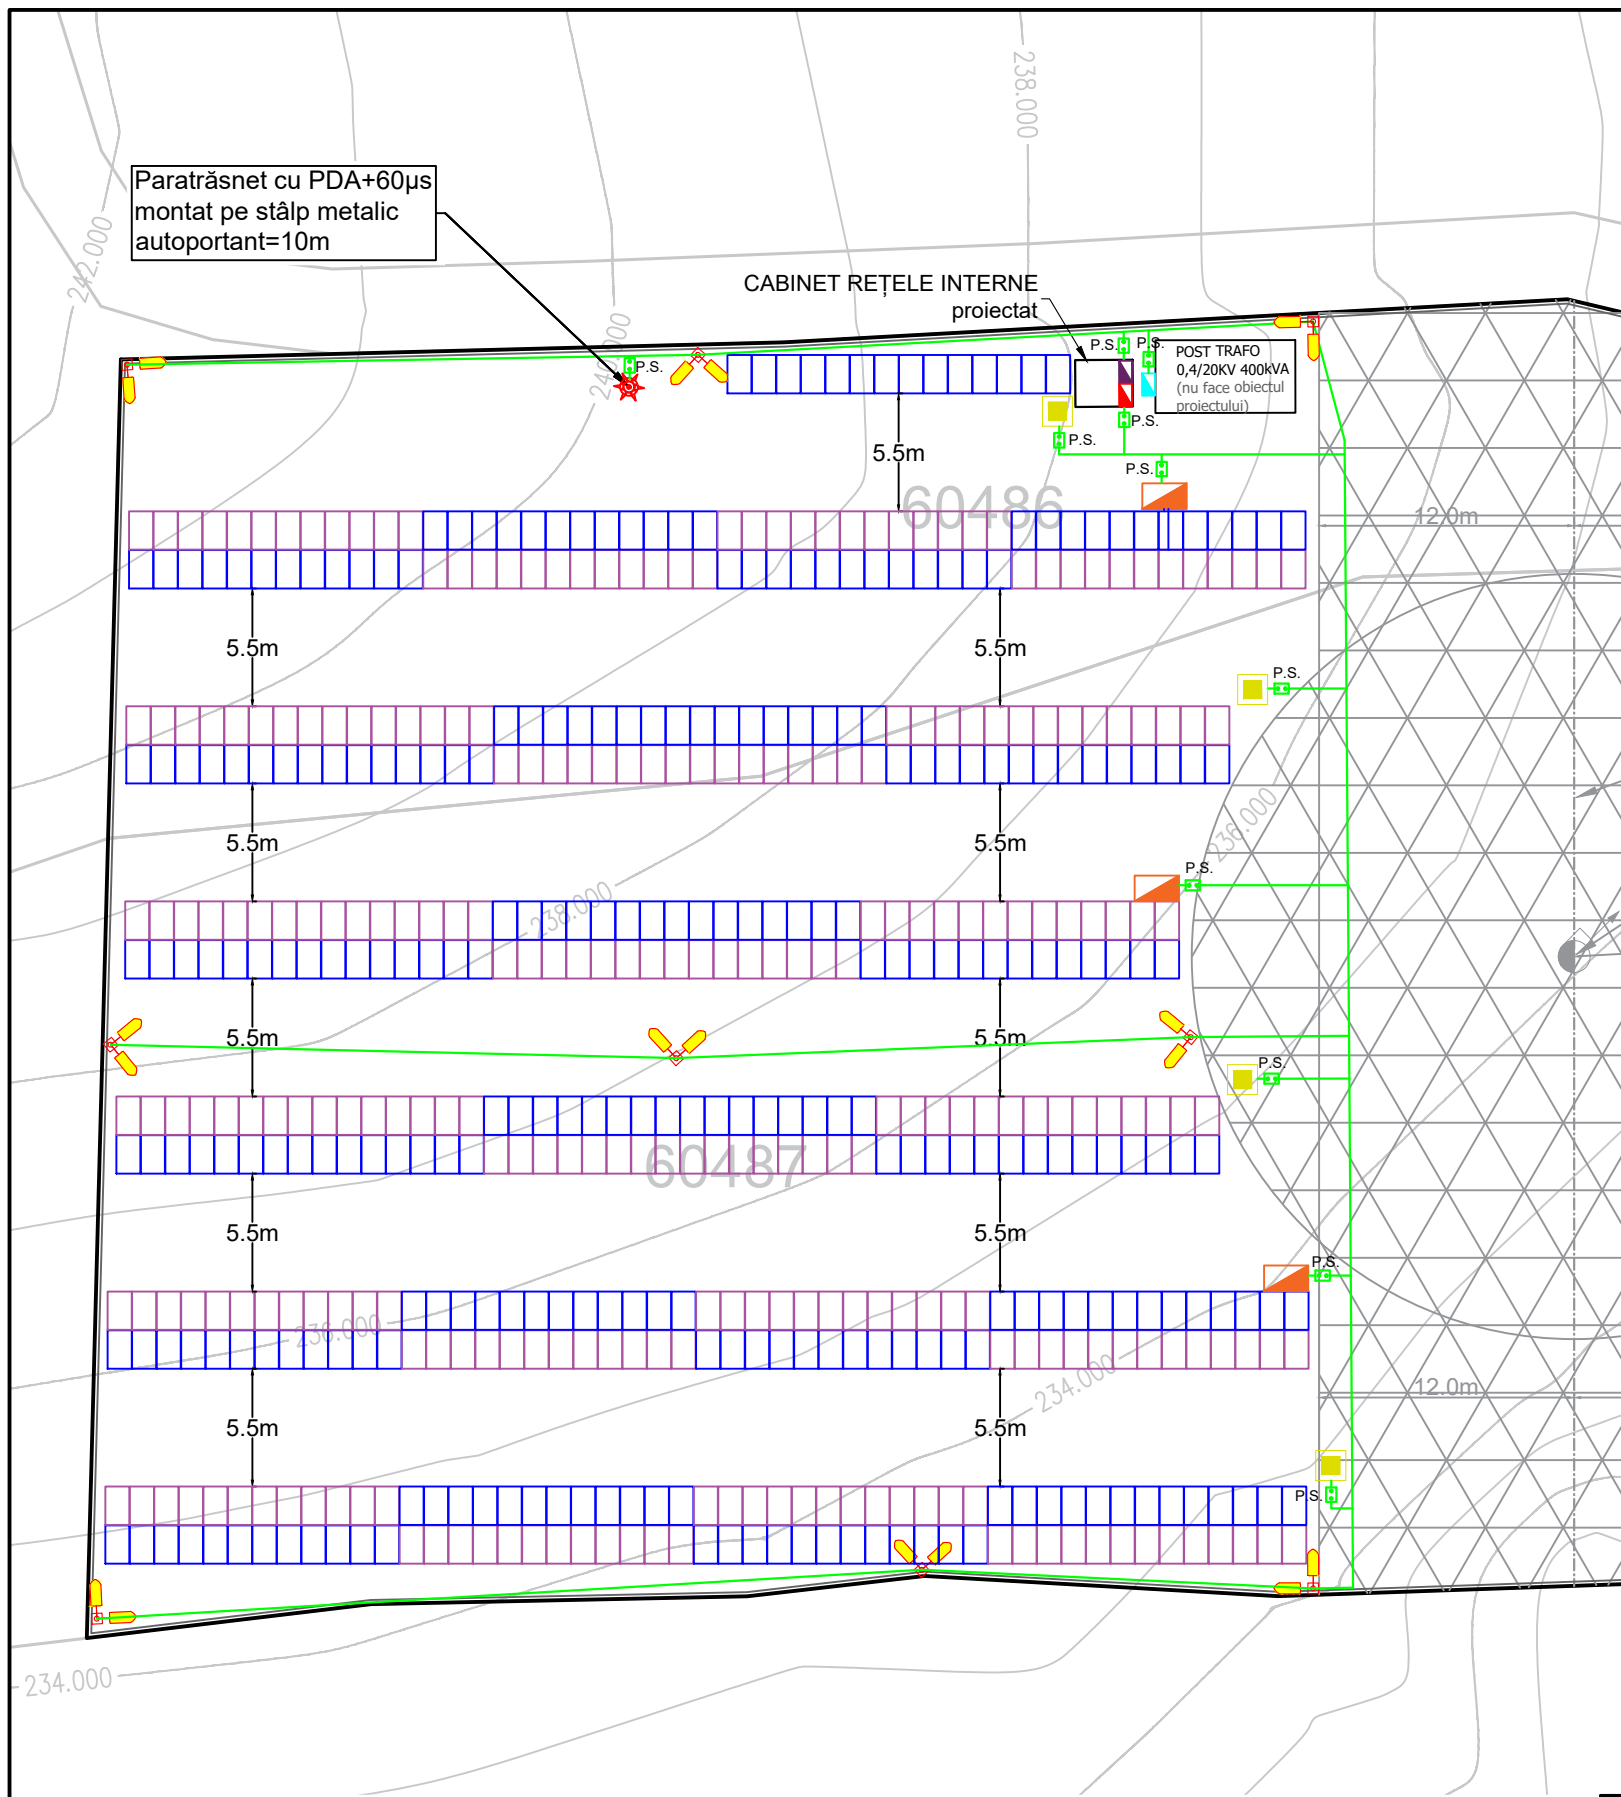 238.000
Paratrăsnet cu PDA+60μs
montat pe stâlp metalic
autoportant=10m
242.000
CABINET REȚELE INTERNE
proiectat
240.000
P.S.
P.S.
P.S.
POST TRAFO
0,4/20KV 400kVA
(nu face obiectul
proiectului)
P.S.
P.S.
P.S.
5.5m
60486
12.0m
5.5m
5.5m
P.S.
5.5m
5.5m
236.000
P.S.
238.000
5.5m
5.5m
P.S.
60487
5.5m
5.5m
P.S.
236.000
234.000
12.0m
5.5m
5.5m
P.S.
234.000